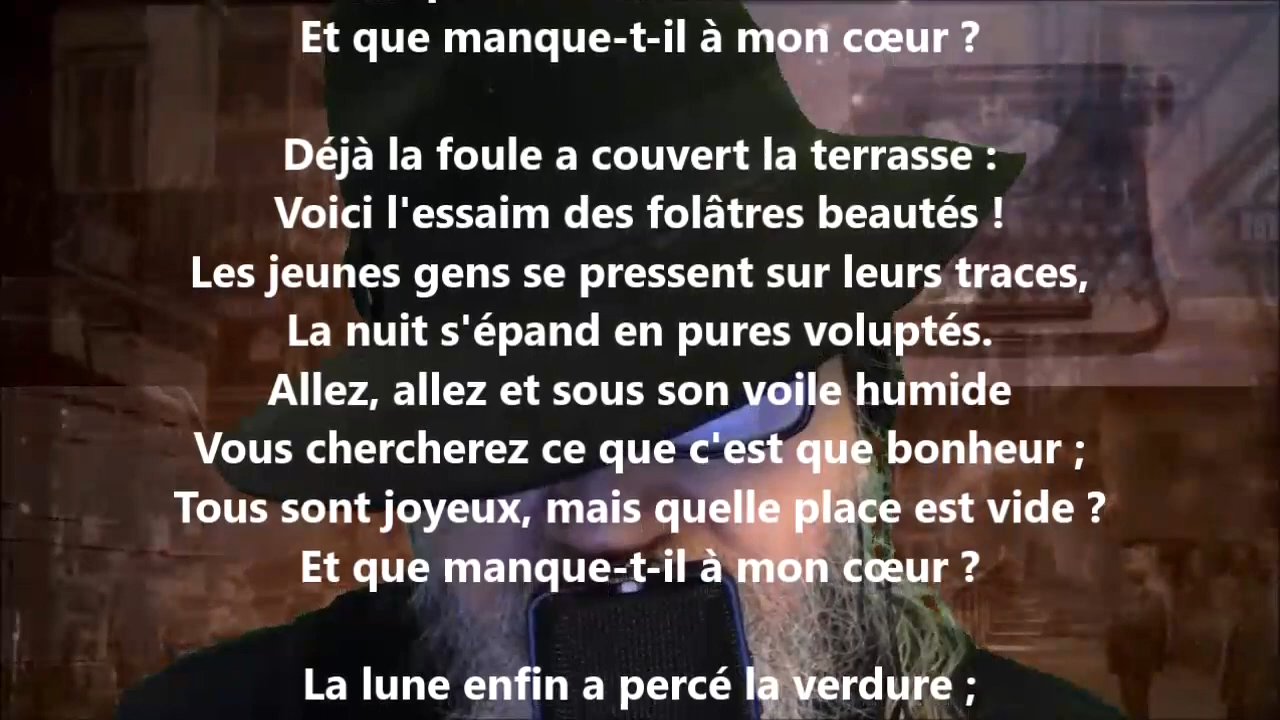 Et que manque-t-il à mon cœur ?
Déjà la foule a couvert la terrasse :
Voici l'essaim des folâtres beautés !
Les jeunes gens se pressent sur leurs traces,
La nuit s'épand en pures voluptés.
Allez, allez et sous son voile humide
Vous chercherez ce que c'est que bonheur ;
Tous sont joyeux, mais quelle place est vide ?
Et que manque-t-il à mon cœur ?
La lune enfin a percé la verdure ;